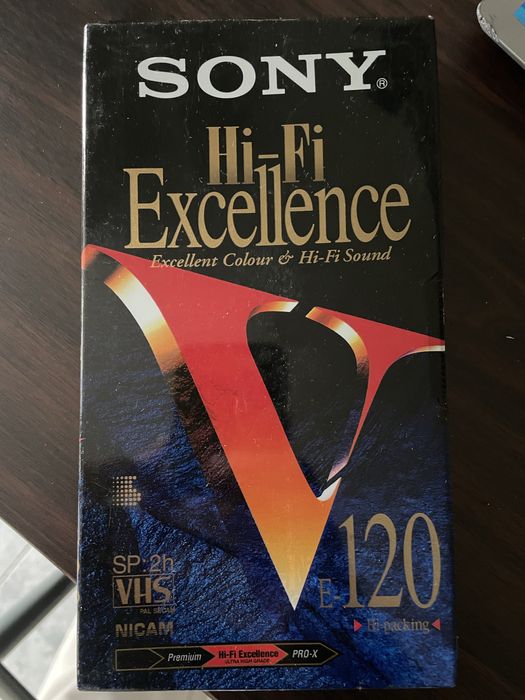 SONY®
Hi-Fi
Excellence
Excellent Colour & Hi-Fi Sound
V
SP: 2h
VHS
PAL SECAM
NICAM
E-120
Hi-packing
Premium Hi-Fi Excellence PRO-X
ULTRA HIGH GRADE